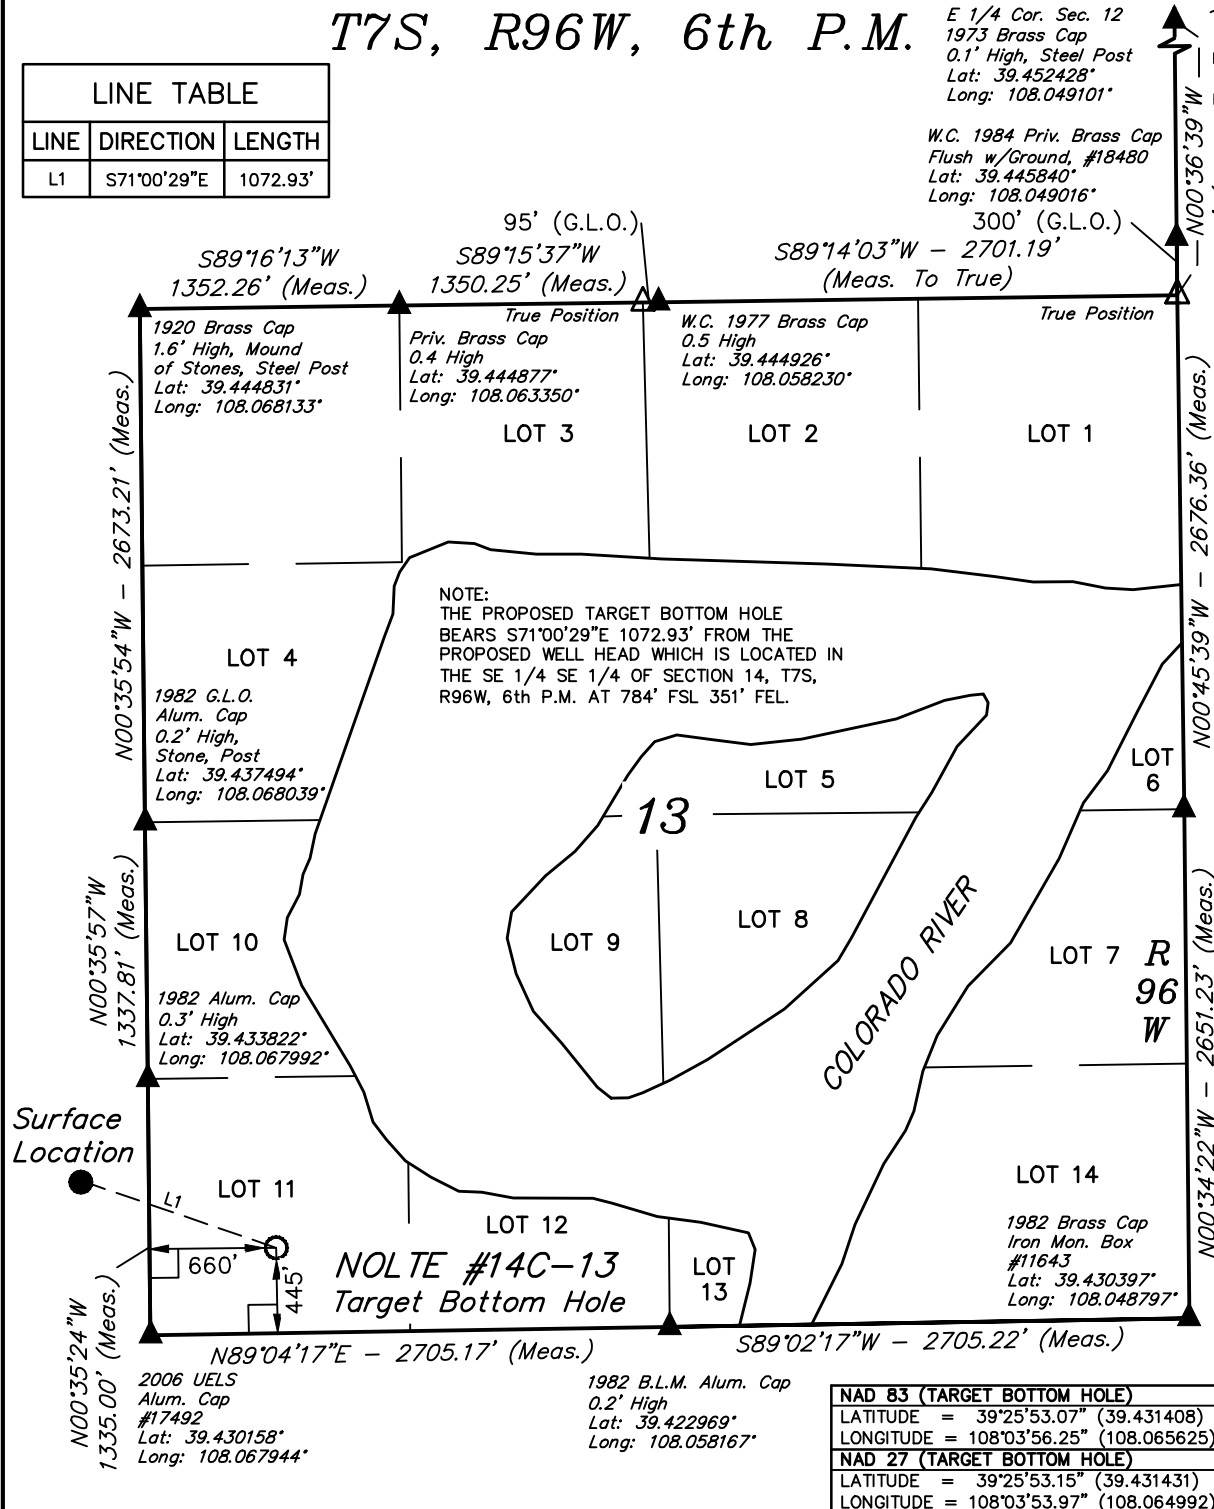 T7S, R96W, 6th P.M.
E 1/4 Cor. Sec. 12
1973 Brass Cap
0.1' High, Steel Post
Lat: 39.452428°
Long: 108.049101°
LINE TABLE
LINE DIRECTION LENGTH
L1 S71°00'29"E 1072.93'
W.C. 1984 Priv. Brass Cap
Flush w/Ground, #18480
Lat: 39.445840°
Long: 108.049016°
N00°36'39"W
95' (G.L.O.)
300' (G.L.O.)
S89°16'13"W
1352.26' (Meas.)
S89°15'37"W
1350.25' (Meas.)
S89°14'03"W - 2701.19'
(Meas. To True)
True Position
True Position
1920 Brass Cap
1.6' High, Mound
of Stones, Steel Post
Lat: 39.444831°
Long: 108.068133°
Priv. Brass Cap
0.4 High
Lat: 39.444877°
Long: 108.063350°
W.C. 1977 Brass Cap
0.5 High
Lat: 39.444926°
Long: 108.058230°
LOT 3
LOT 2
LOT 1
N00°35'54"W - 2673.21' (Meas.)
N00°45'39"W - 2676.36' (Meas.)
NOTE:
THE PROPOSED TARGET BOTTOM HOLE
BEARS S71°00'29"E 1072.93' FROM THE
PROPOSED WELL HEAD WHICH IS LOCATED IN
THE SE 1/4 SE 1/4 OF SECTION 14, T7S,
R96W, 6th P.M. AT 784' FSL 351' FEL.
LOT 4
1982 G.L.O.
Alum. Cap
0.2' High,
Stone, Post
Lat: 39.437494°
Long: 108.068039°
LOT 5
LOT
6
13
N00°35'57"W
1337.81' (Meas.)
LOT 10
LOT 9
LOT 8
COLORADO RIVER
LOT 7
R
96
W
N00°34'22"W - 2651.23' (Meas.)
1982 Alum. Cap
0.3' High
Lat: 39.433822°
Long: 108.067992°
Surface
Location
L1
LOT 11
LOT 12
LOT
13
LOT 14
1982 Brass Cap
Iron Mon. Box
#11643
Lat: 39.430397°
Long: 108.048797°
660'
445'
NOLTE #14C-13
Target Bottom Hole
N00°35'24"W
1335.00' (Meas.)
N89°04'17"E - 2705.17' (Meas.)
S89°02'17"W - 2705.22' (Meas.)
2006 UELS
Alum. Cap
#17492
Lat: 39.430158°
Long: 108.067944°
1982 B.L.M. Alum. Cap
0.2' High
Lat: 39.422969°
Long: 108.058167°
NAD 83 (TARGET BOTTOM HOLE)
LATITUDE = 39°25'53.07" (39.431408)
LONGITUDE = 108°03'56.25" (108.065625)
NAD 27 (TARGET BOTTOM HOLE)
LATITUDE = 39°25'53.15" (39.431431)
LONGITUDE = 108°03'53.97" (108.064992)